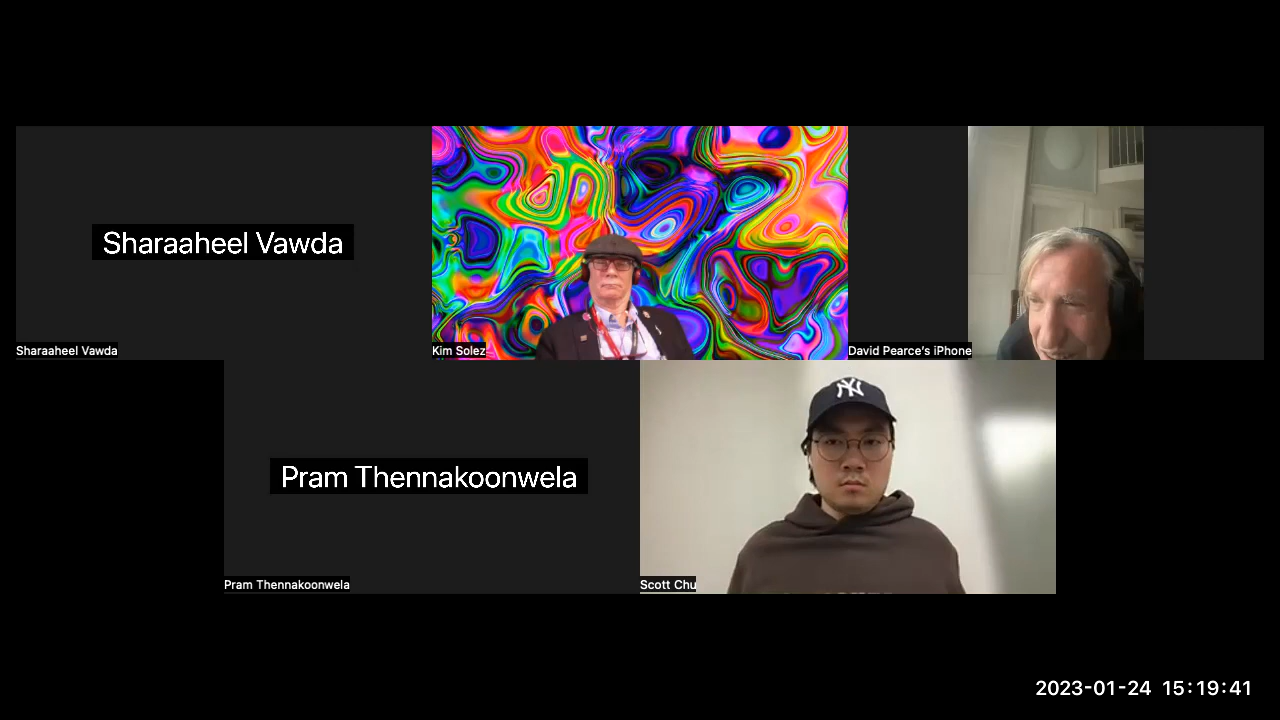 Sharaaheel Vawda
Sharaaheel Vawda
Kim Solez
David Pearce's iPhone
NY
Pram Thennakoonwela
Pram Thennakoonwela
Scott Chu
2023-01-24 15:19:41